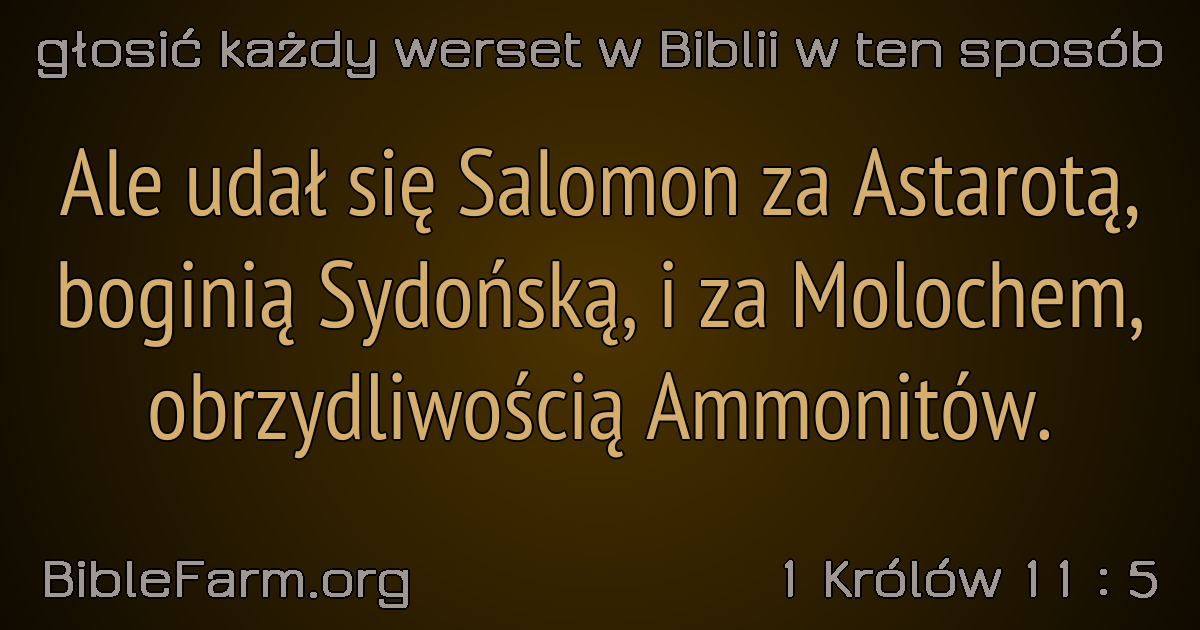 głosić każdy werset w Biblii w ten sposób
Ale udał się Salomon za Astarotą,
boginią Sydońską, i za Molochem,
obrzydliwością Ammonitów.
BibleFarm.org
1 Królów 11 : 5